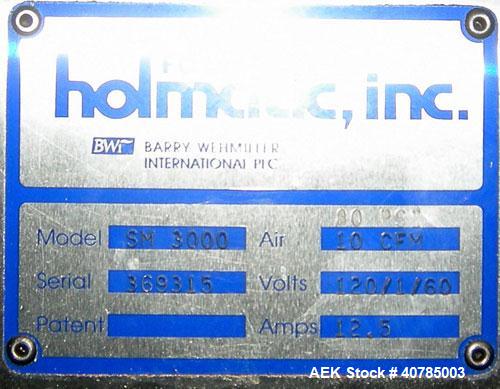 holmatic, inc.
BWI BARRY WEHMILLER
INTERNATIONAL PLC
80 PSI
Model SM 3000 Air 10 CFM
Serial 369315 Volts 120/1/60
Patent Amps 12.5
AEK Stock # 40785003